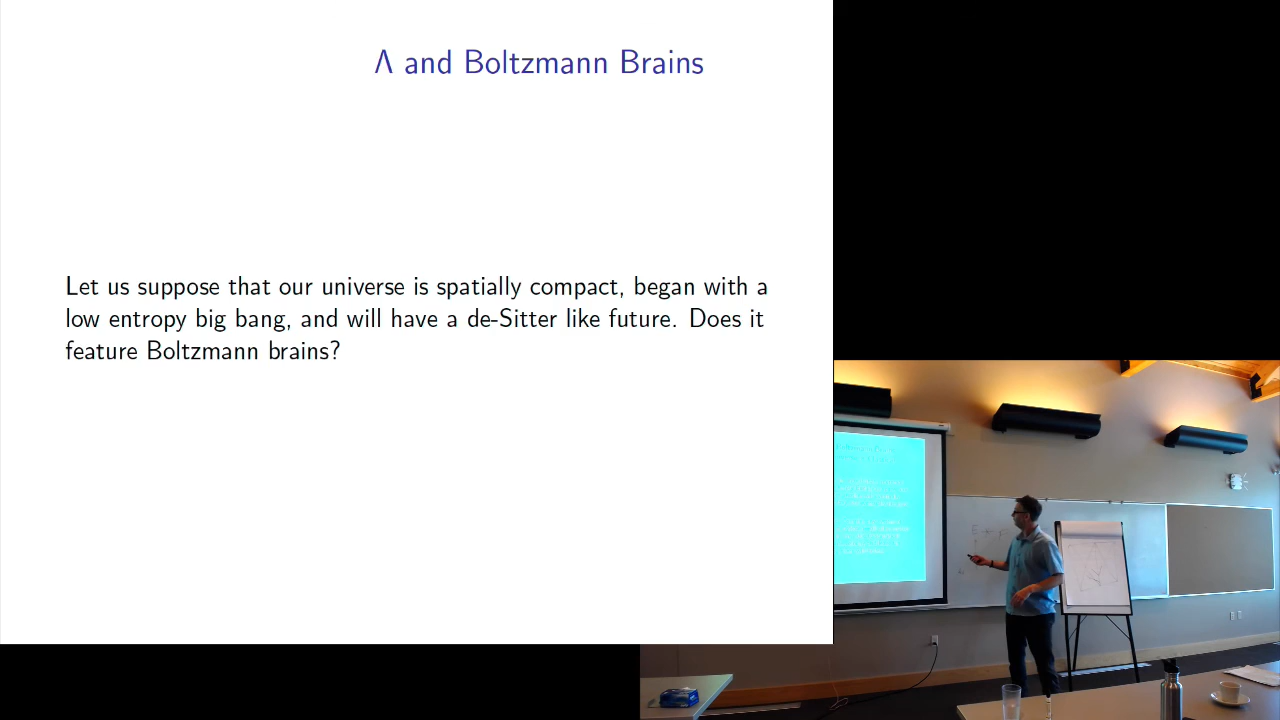 Λ and Boltzmann Brains
Let us suppose that our universe is spatially compact, began with a
low entropy big bang, and will have a de-Sitter like future. Does it
feature Boltzmann brains?